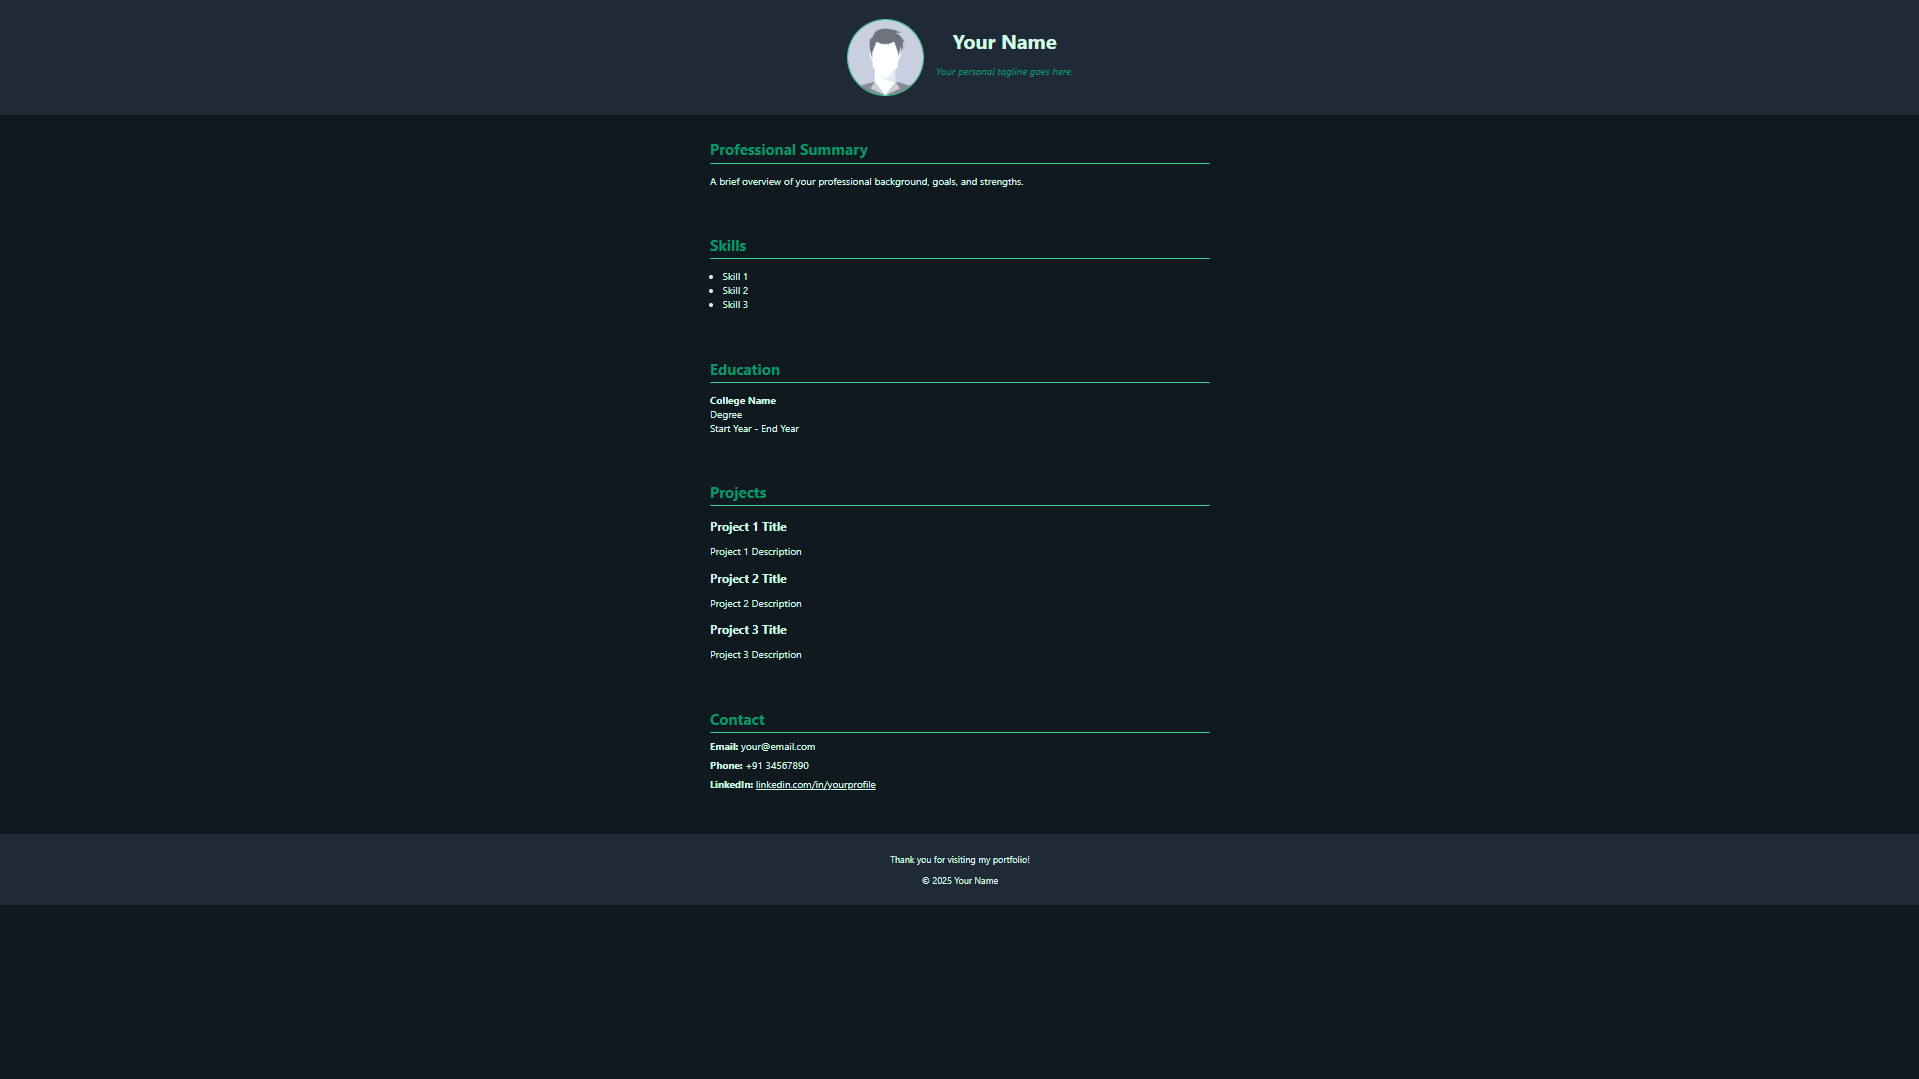 Your Name
Your personal tagline goes here.
Professional Summary
A brief overview of your professional background, goals, and strengths.
Skills
• Skill 1
• Skill 2
• Skill 3
Education
College Name
Degree
Start Year - End Year
Projects
Project 1 Title
Project 1 Description
Project 2 Title
Project 2 Description
Project 3 Title
Project 3 Description
Contact
Email: your@email.com
Phone: +91 34567890
LinkedIn: linkedin.com/in/yourprofile
Thank you for visiting my portfolio!
© 2025 Your Name